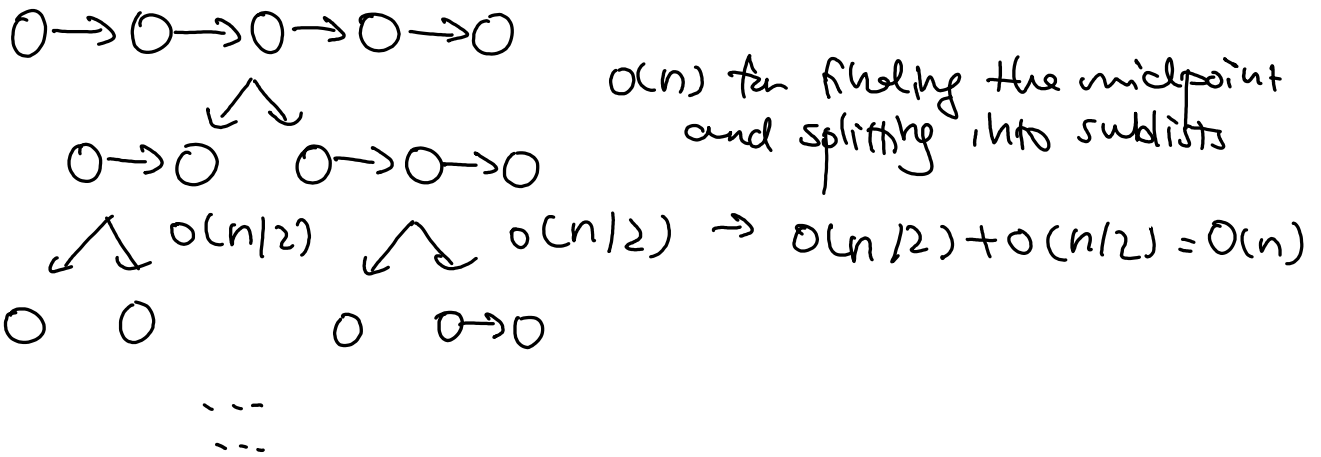 O(n) for finding the midpoint
and splitting into sublists
O(n/2) O(n/2) → O(n/2)+O(n/2)=O(n)